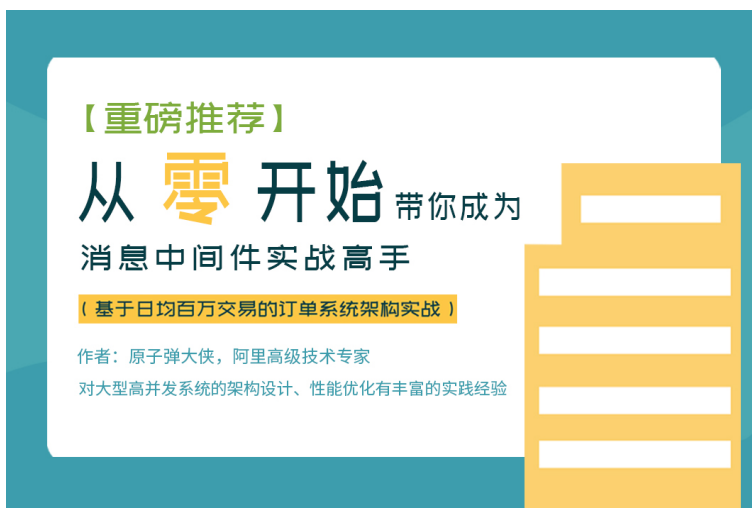 【重磅推荐】
从零开始带你成为
消息中间件实战高手
(基于日均百万交易的订单系统架构实战)
作者：原子弹大侠，阿里高级技术专家
对大型高并发系统的架构设计、性能优化有丰富的实践经验